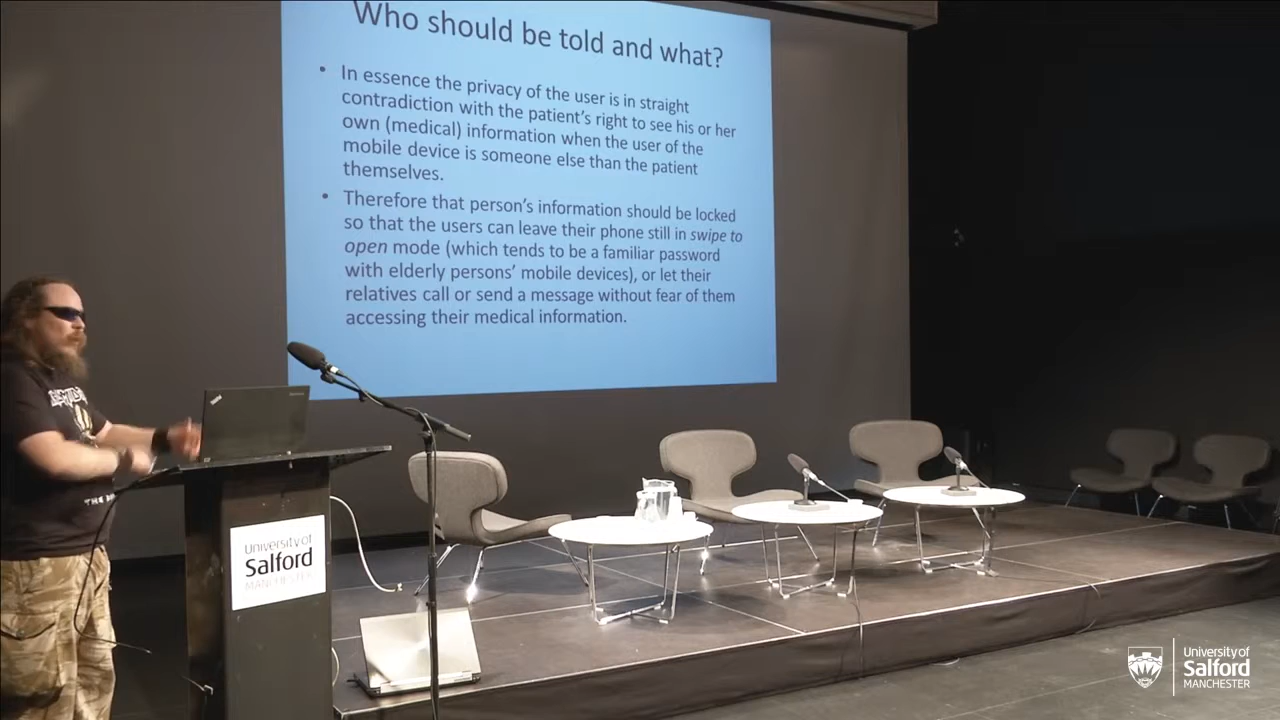 Who should be told and what?
• In essence the privacy of the user is in straight
contradiction with the patient's right to see his or her
own (medical) information when the user of the
mobile device is someone else than the patient
themselves.
• Therefore that person's information should be locked
so that the users can leave their phone still in swipe to
open mode (which tends to be a familiar password
with elderly persons' mobile devices), or let their
relatives call or send a message without fear of them
accessing their medical information.
THE
University of
Salford
MANCHESTER
University of
Salford
MANCHESTER